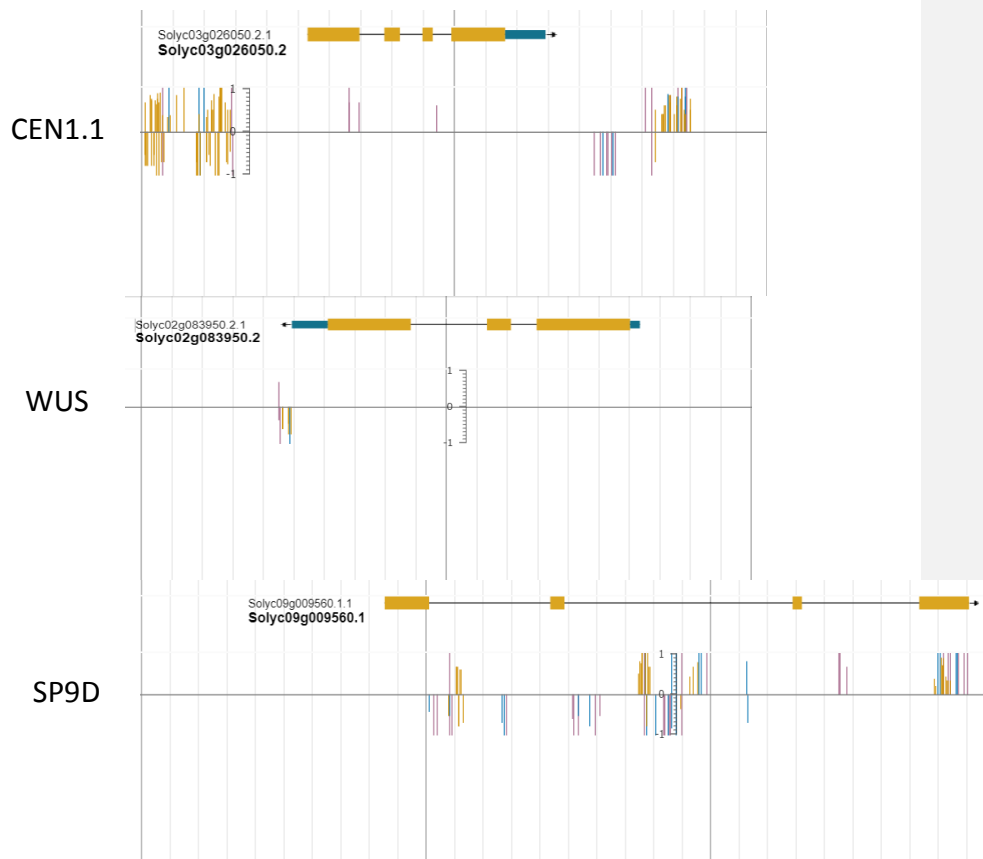 Solyc03g026050.2.1
Solyc03g026050.2
CEN1.1
1
0
-1
Solyc02g083950.2.1
Solyc02g083950.2
WUS
1
0
-1
Solyc09g009560.1.1
Solyc09g009560.1
SP9D
1
0
-1